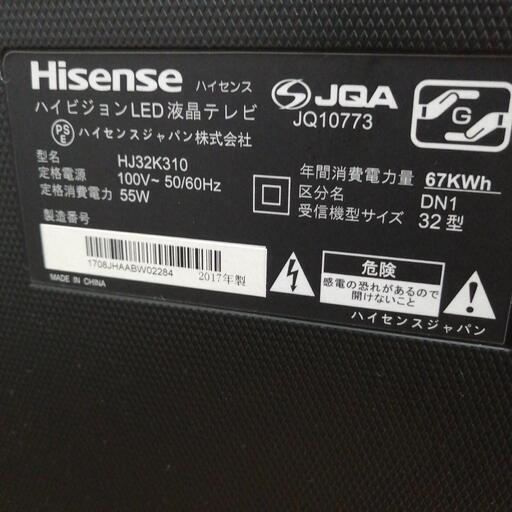 Hisense ハイセンス
ハイビジョンLED液晶テレビ
PSE ハイセンスジャパン株式会社
JQA
JQ10773
G
型名 HJ32K310
定格電源 100V~ 50/60Hz
定格消費電力 55W
製造番号
1708JHAABW02284 2017年製
MADE IN CHINA
年間消費電力量 67KWh
区分名 DN1
受信機型サイズ 32型
危険
感電の恐れがあるので
開けないこと
ハイセンスジャパン